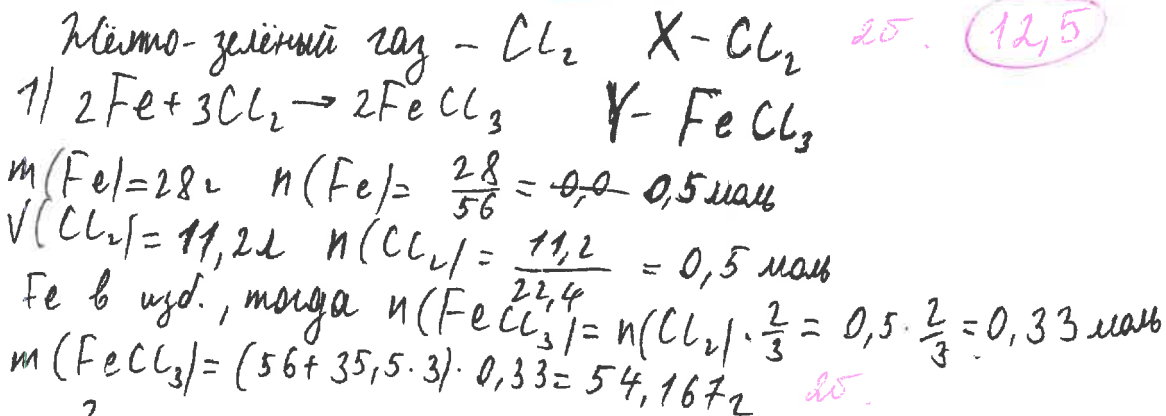 Жёлто-зелёный газ - Cl₂ X - Cl₂ 2б. 12,5
1) 2Fe + 3Cl₂ → 2FeCl₃ Y - FeCl₃
m(Fe)=28г n(Fe)= 28/56 = 0,0 0,5 моль
V(Cl₂)=11,2л n(Cl₂)= 11,2/22,4 = 0,5 моль
Fe в изб., тогда n(FeCl₃)= n(Cl₂)·2/3 = 0,5·2/3 = 0,33 моль
m(FeCl₃)= (56+35,5·3)·0,33= 54,167г 2б.